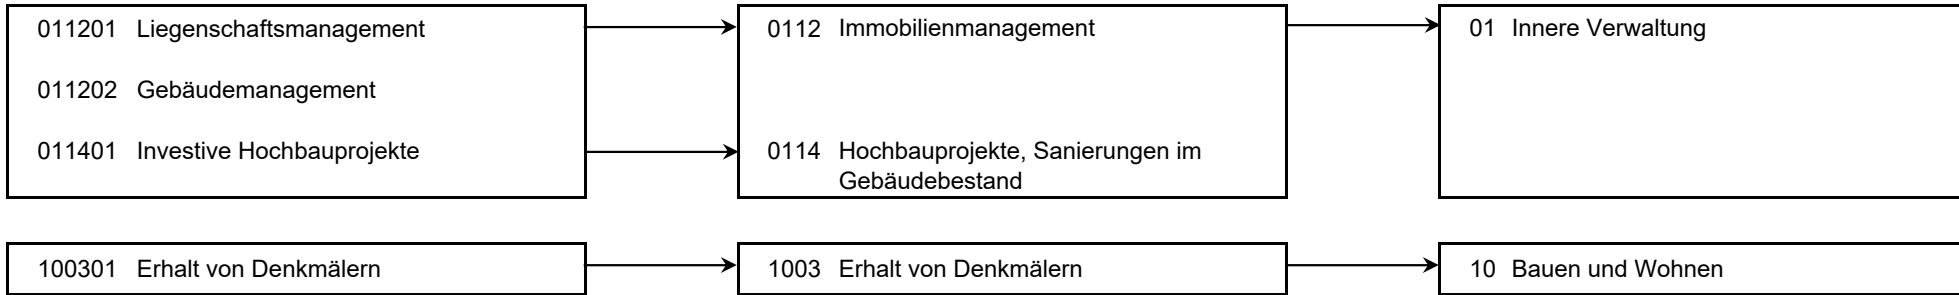 011201 Liegenschaftsmanagement
0112 Immobilienmanagement
01 Innere Verwaltung
011202 Gebäudemanagement
011401 Investive Hochbauprojekte
0114 Hochbauprojekte, Sanierungen im
Gebäudebestand
100301 Erhalt von Denkmälern
1003 Erhalt von Denkmälern
10 Bauen und Wohnen